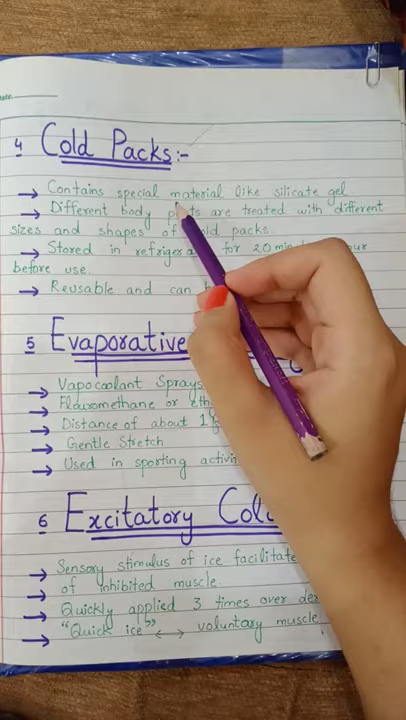 4 Cold Packs:-
→ Contains special material like silicate gel
→ Different body parts are treated with different
sizes and shapes of cold packs.
→ Stored in for 20 min
before use.
→ Reusable and can
5 Evaporative
→ Vapocoolant Sprays
→ Flouromethane or
→ Distance of about
→ Gentle Stretch
→ Used in sporting
6 Excitatory
→ Sensory stimulus of ice facilitate
→ of inhibited muscle
→ Quickly applied 3 times over
→ "Quick ice" ↔ voluntary muscle